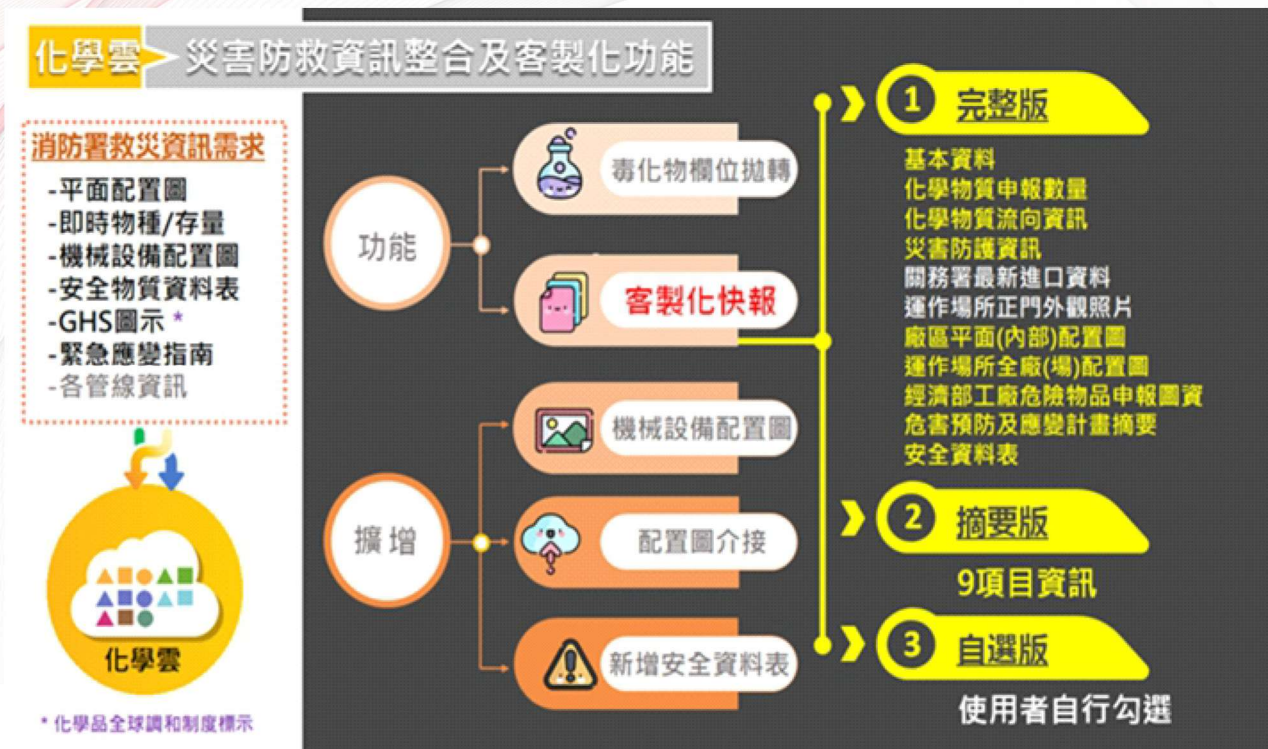 化學雲 災害防救資訊整合及客製化功能
消防署救災資訊需求
-平面配置圖
-即時物種/存量
-機械設備配置圖
-安全物質資料表
-GHS圖示 *
-緊急應變指南
-各管線資訊
化學雲
* 化學品全球調和制度標示
功能
毒化物欄位拋轉
客製化快報
擴增
機械設備配置圖
配置圖介接
新增安全資料表
1 完整版
基本資料
化學物質申報數量
化學物質流向資訊
災害防護資訊
關務署最新進口資料
運作場所正門外觀照片
廠區平面(內部)配置圖
運作場所全廠(場)配置圖
經濟部工廠危險物品申報圖資
危害預防及應變計畫摘要
安全資料表
2 摘要版
9項目資訊
3 自選版
使用者自行勾選